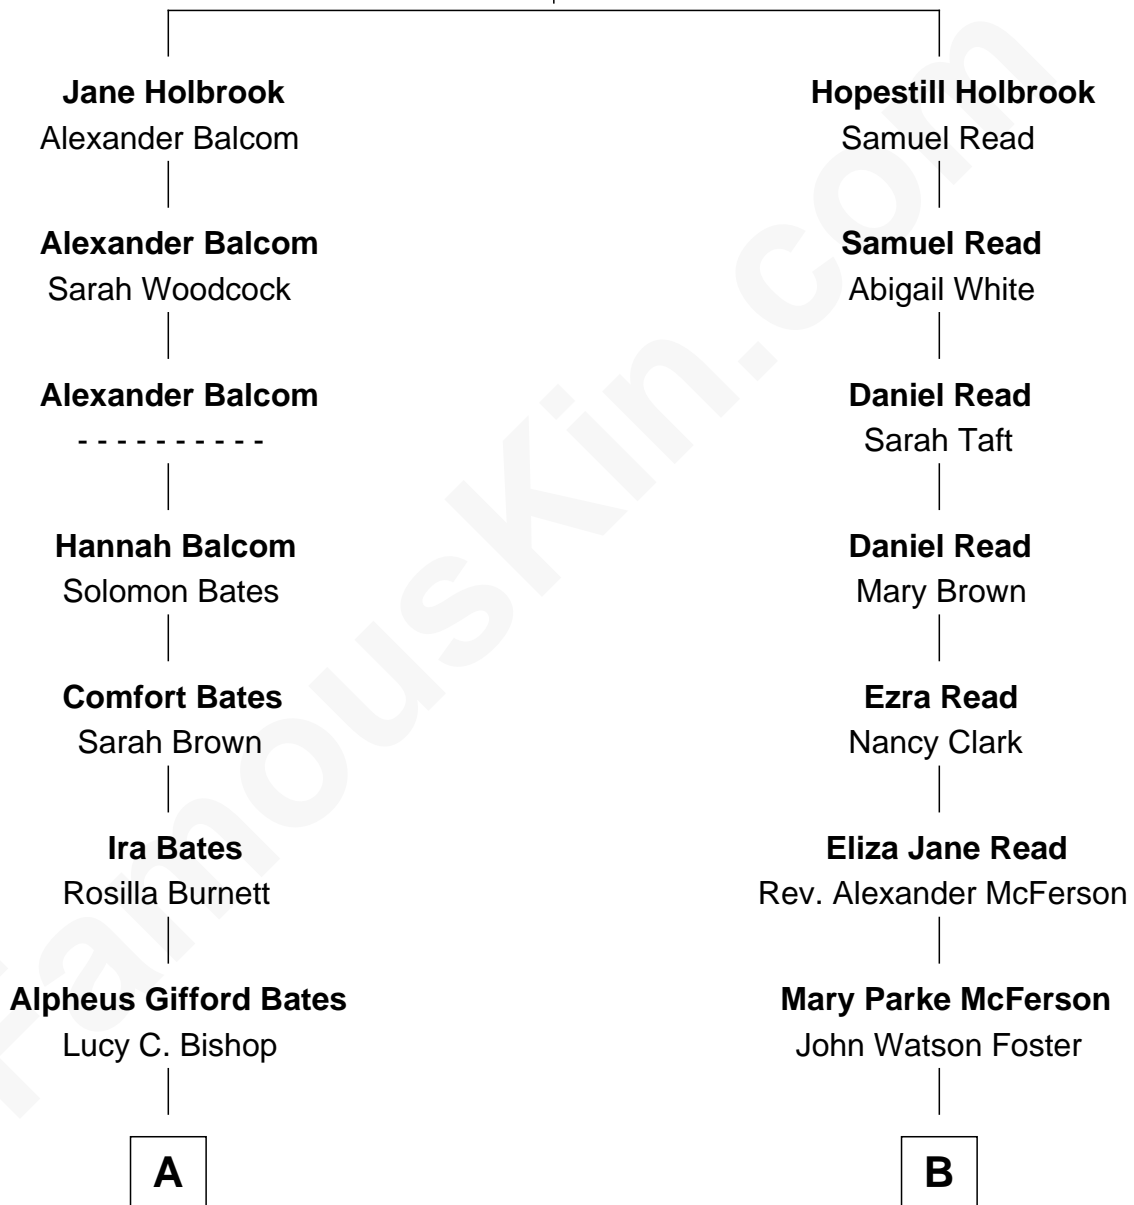 Jane Holbrook
Alexander Balcom
Hopestill Holbrook
Samuel Read
Alexander Balcom
Sarah Woodcock
Samuel Read
Abigail White
Alexander Balcom
- - - - - - - - - -
Daniel Read
Sarah Taft
Hannah Balcom
Solomon Bates
Daniel Read
Mary Brown
Comfort Bates
Sarah Brown
Ezra Read
Nancy Clark
Ira Bates
Rosilla Burnett
Eliza Jane Read
Rev. Alexander McFerson
Alpheus Gifford Bates
Lucy C. Bishop
Mary Parke McFerson
John Watson Foster
A
B
FamousKin.com